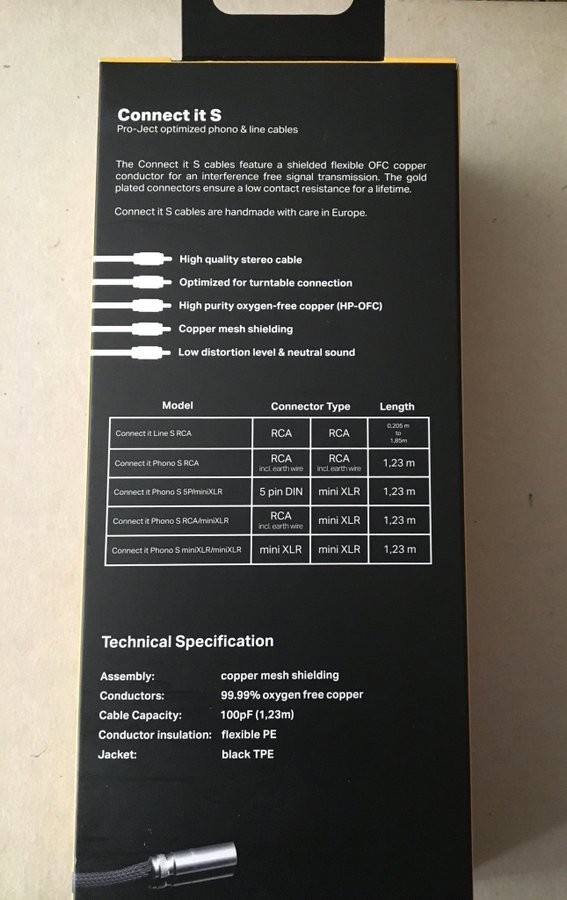 Connect it S
Pro-Ject optimized phono & line cables
The Connect it S cables feature a shielded flexible OFC copper
conductor for an interference free signal transmission. The gold
plated connectors ensure a low contact resistance for a lifetime.
Connect it S cables are handmade with care in Europe.
High quality stereo cable
Optimized for turntable connection
High purity oxygen-free copper (HP-OFC)
Copper mesh shielding
Low distortion level & neutral sound
Model Connector Type Length
Connect it Line S RCA RCA RCA 0,205 m
to
1,85m
Connect it Phono S RCA RCA RCA 1,23 m
incl. earth wire incl. earth wire
Connect it Phono S 5P/miniXLR 5 pin DIN mini XLR 1,23 m
Connect it Phono S RCA/miniXLR RCA mini XLR 1,23 m
incl. earth wire
Connect it Phono S miniXLR/miniXLR mini XLR mini XLR 1,23 m
Technical Specification
Assembly: copper mesh shielding
Conductors: 99.99% oxygen free copper
Cable Capacity: 100pF (1,23m)
Conductor insulation: flexible PE
Jacket: black TPE